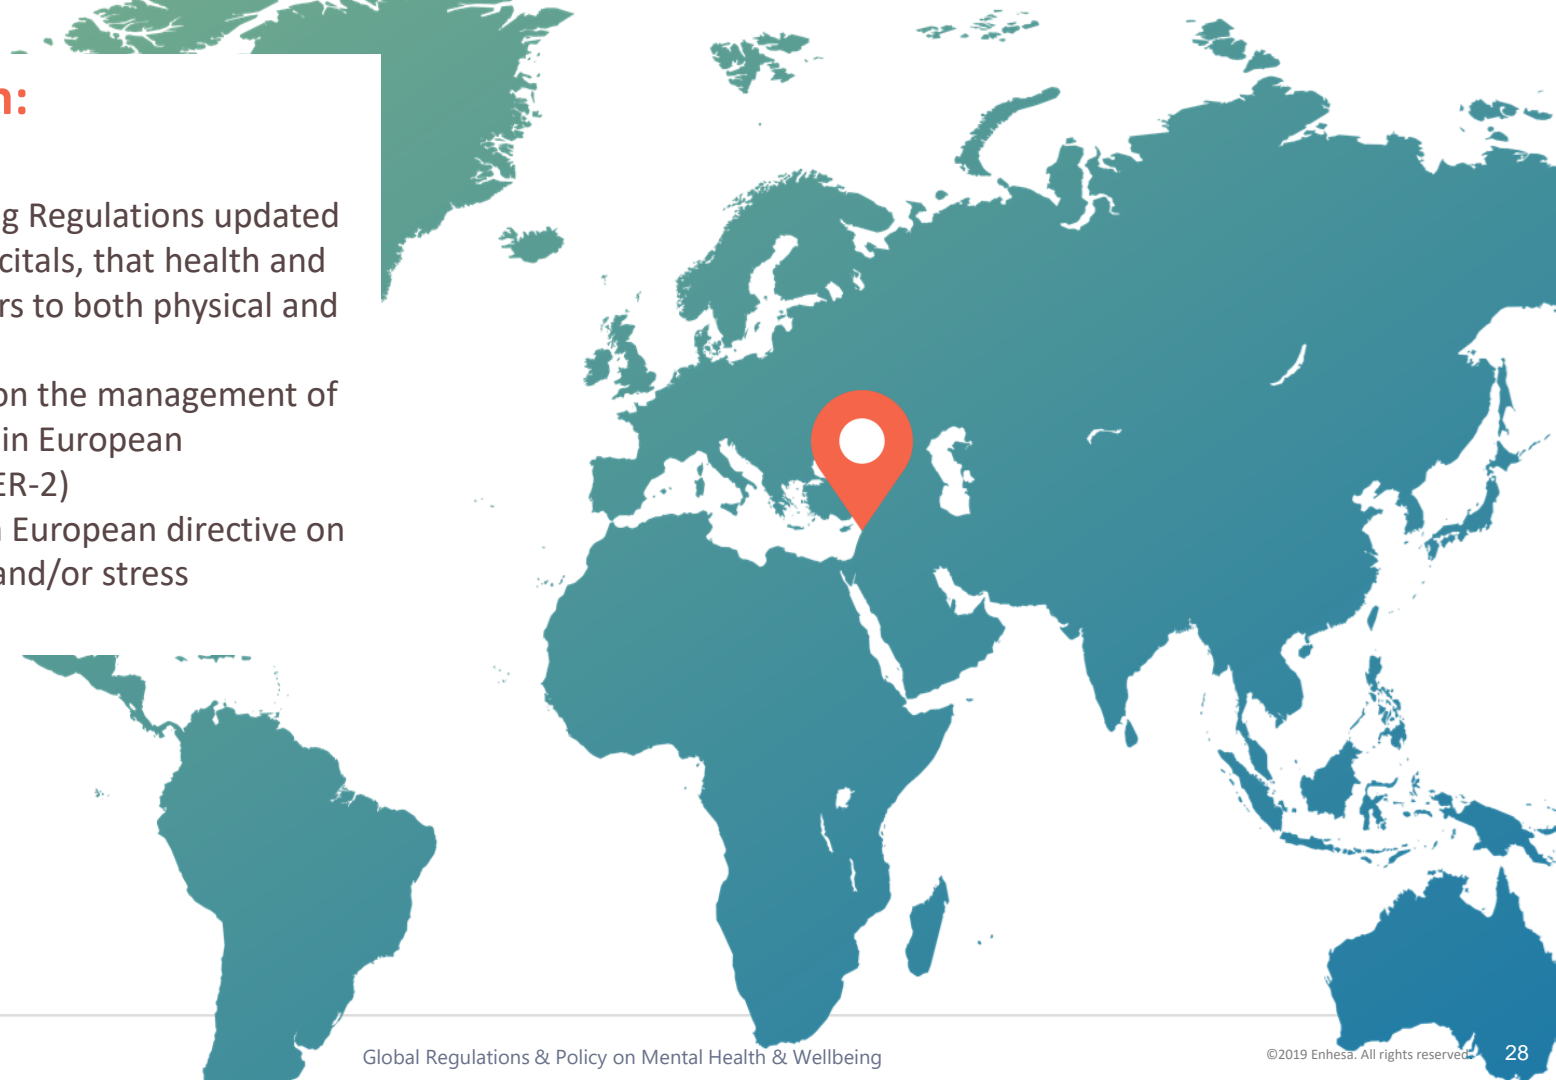 n:
g Regulations updated
citals, that health and
rs to both physical and
on the management of
in European
ER-2)
European directive on
and/or stress
Global Regulations & Policy on Mental Health & Wellbeing
©2019 Enhesa. All rights reserved.
28